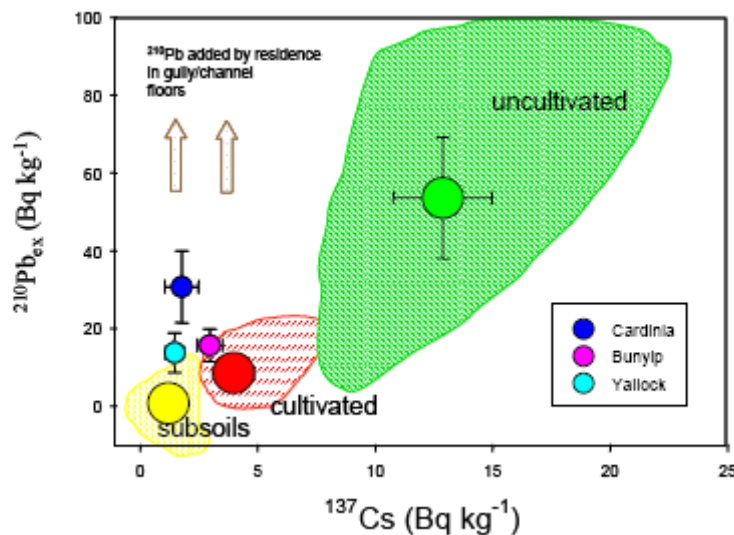 100
80
60
40
20
0
²¹⁰Pbₑₓ (Bq kg⁻¹)
²¹⁰Pb added by residence
in gully/channel
floors
uncultivated
cultivated
subsoils
Cardinia
Bunyip
Yallock
0 5 10 15 20 25
¹³⁷Cs (Bq kg⁻¹)